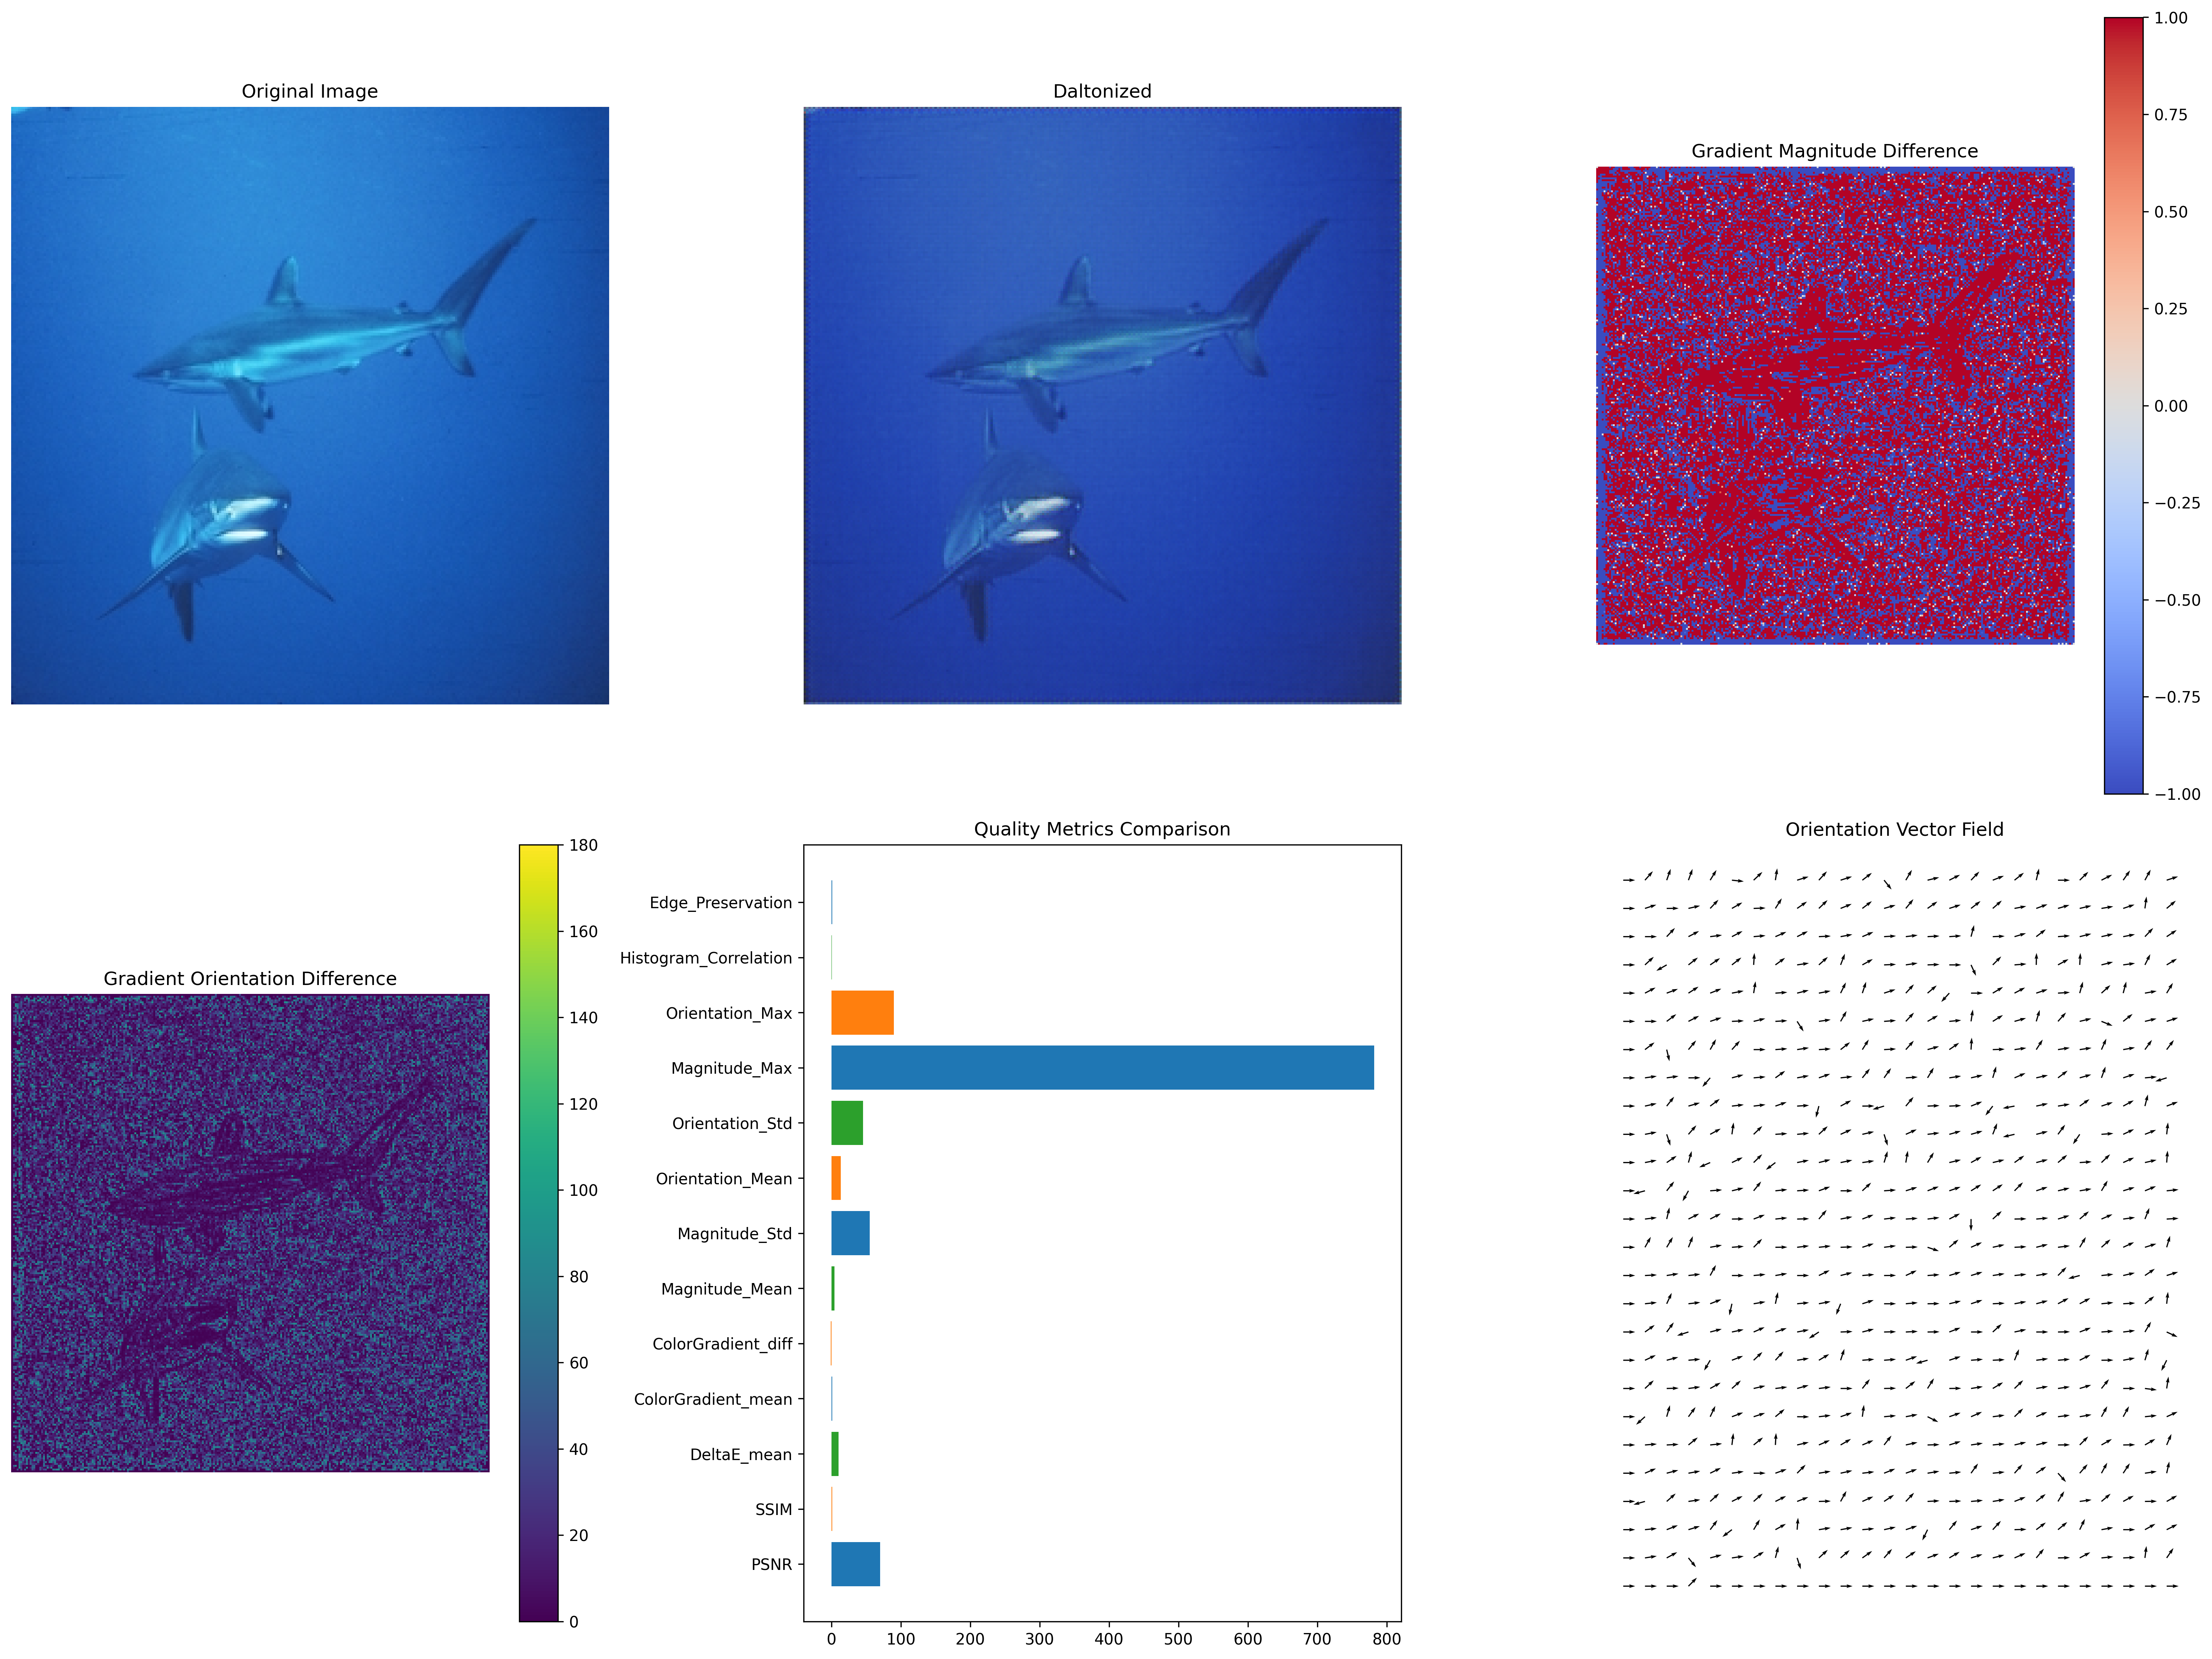 Original Image
Daltonized
Gradient Magnitude Difference
1.00
0.75
0.50
0.25
0.00
−0.25
−0.50
−0.75
−1.00
Gradient Orientation Difference
180
160
140
120
100
80
60
40
20
0
Quality Metrics Comparison
Edge_Preservation
Histogram_Correlation
Orientation_Max
Magnitude_Max
Orientation_Std
Orientation_Mean
Magnitude_Std
Magnitude_Mean
ColorGradient_diff
ColorGradient_mean
DeltaE_mean
SSIM
PSNR
0 100 200 300 400 500 600 700 800
Orientation Vector Field